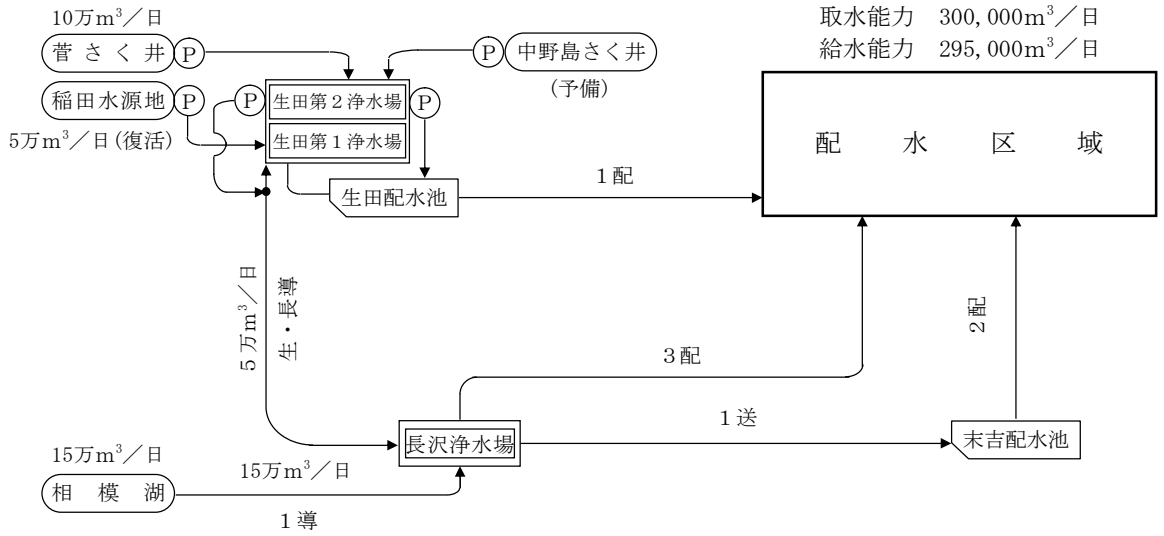 10万m³／日
取水能力　300,000m³／日
給水能力　295,000m³／日
菅さく井
P
P
中野島さく井
(予備)
稲田水源地
P
P
生田第2浄水場
P
5万m³／日(復活)
生田第1浄水場
配水区域
生田配水池
1配
5万m³／日
生・長導
3配
2配
1送
長沢浄水場
末吉配水池
15万m³／日
15万m³／日
相模湖
1導